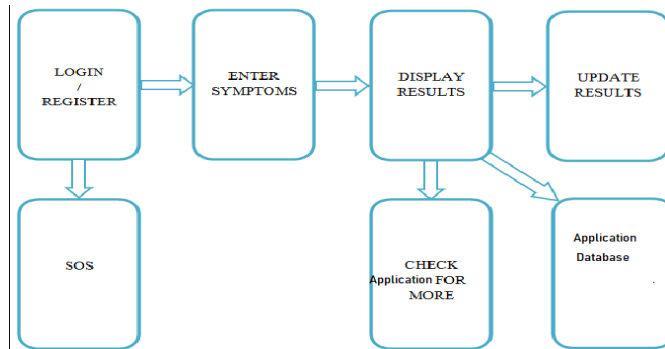 LOGIN
/
REGISTER
ENTER
SYMPTOMS
DISPLAY
RESULTS
UPDATE
RESULTS
SOS
CHECK
Application FOR
MORE
Application
Database
.